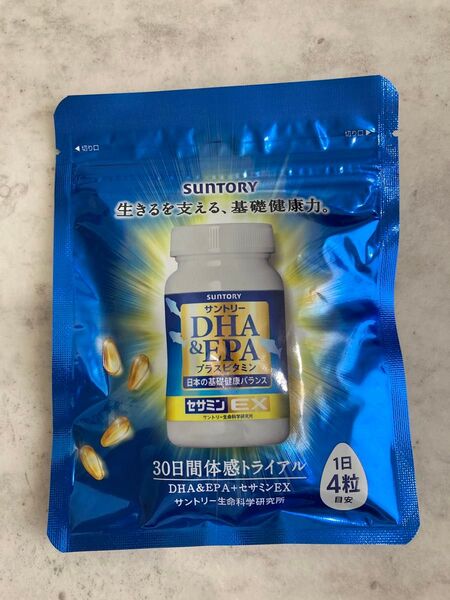 ◁切り口
切り口▷
SUNTORY
生きるを支える、基礎健康力。
SUNTORY
サントリー
DHA
&EPA
プラスビタミン
日本の基礎健康バランス
セサミンEX
サントリー生命科学研究所
30日間体感トライアル
DHA&EPA+セサミンEX
サントリー生命科学研究所
1日
4粒
目安